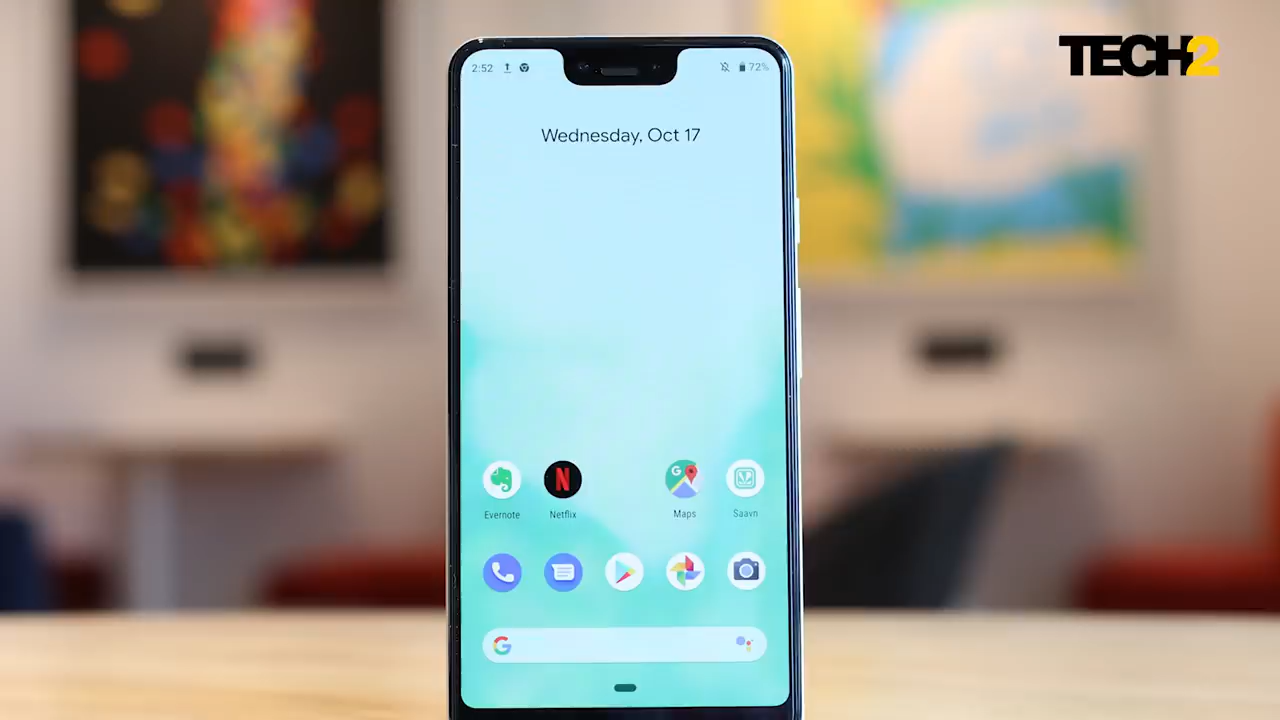 TECH2
2:52
72%
Wednesday, Oct 17
Evernote
Netflix
Maps
Saavn